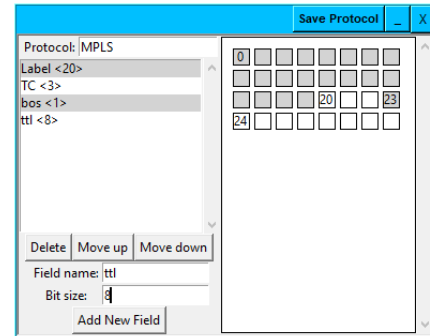 Save Protocol _ X
Protocol: MPLS
Label <20>
TC <3>
bos <1>
ttl <8>
Delete Move up Move down
Field name: ttl
Bit size: 8
Add New Field
0
20 23
24